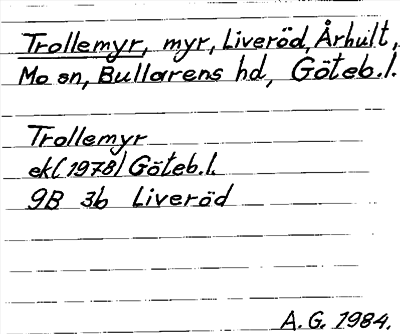 Trollemyr, myr, Liveröd, Århult,
Mo sn, Bullarens hd, Göteb.l.
Trollemyr
ek(1978) Göteb.l.
9B 3b Liveröd
A.G. 1984.